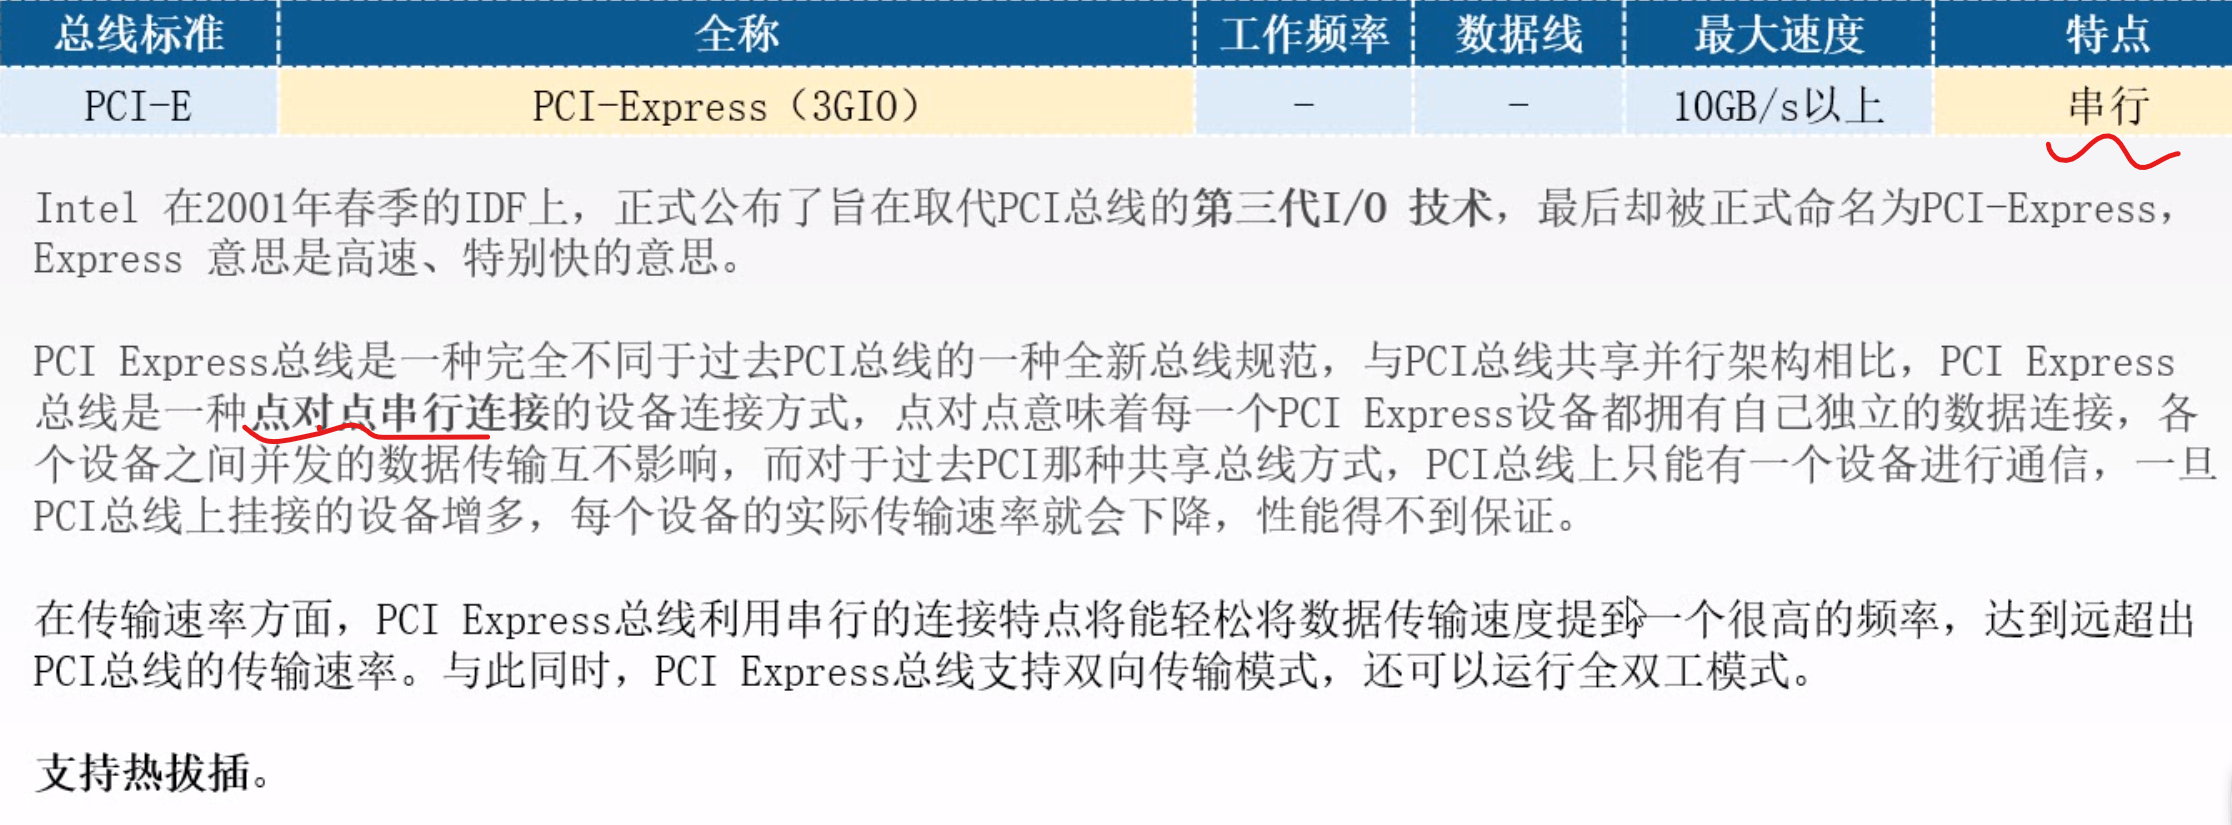 总线标准 全称 工作频率 数据线 最大速度 特点
PCI-E PCI-Express（3GIO） - - 10GB/s以上 串行
Intel 在2001年春季的IDF上，正式公布了旨在取代PCI总线的第三代I/O 技术，最后却被正式命名为PCI-Express，
Express 意思是高速、特别快的意思。
PCI Express总线是一种完全不同于过去PCI总线的一种全新总线规范，与PCI总线共享并行架构相比，PCI Express
总线是一种点对点串行连接的设备连接方式，点对点意味着每一个PCI Express设备都拥有自己独立的数据连接，各
个设备之间并发的数据传输互不影响，而对于过去PCI那种共享总线方式，PCI总线上只能有一个设备进行通信，一旦
PCI总线上挂接的设备增多，每个设备的实际传输速率就会下降，性能得不到保证。
在传输速率方面，PCI Express总线利用串行的连接特点将能轻松将数据传输速度提到一个很高的频率，达到远超出
PCI总线的传输速率。与此同时，PCI Express总线支持双向传输模式，还可以运行全双工模式。
支持热拔插。